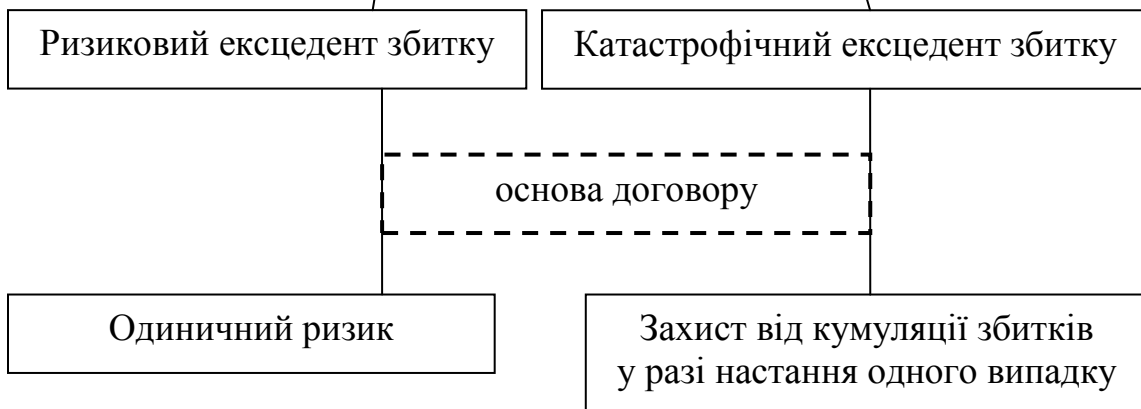 Ризиковий ексцедент збитку
Катастрофічний ексцедент збитку
основа договору
Одиничний ризик
Захист від кумуляції збитків
у разі настання одного випадку